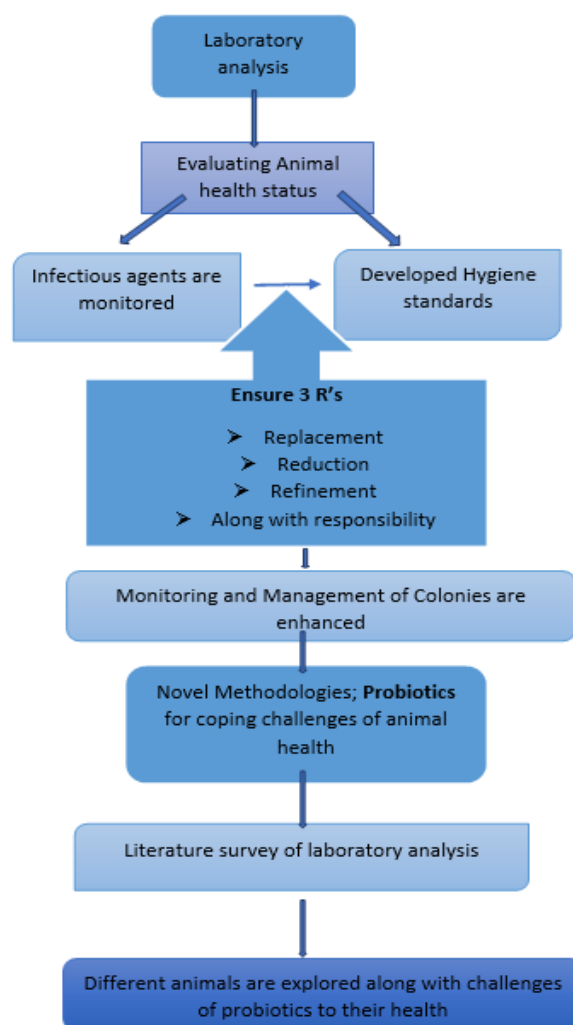 Laboratory
analysis
Evaluating Animal
health status
Infectious agents are
monitored
Developed Hygiene
standards
Ensure 3 R’s
➢ Replacement
➢ Reduction
➢ Refinement
➢ Along with responsibility
Monitoring and Management of Colonies are
enhanced
Novel Methodologies; Probiotics
for coping challenges of animal
health
Literature survey of laboratory analysis
Different animals are explored along with challenges
of probiotics to their health